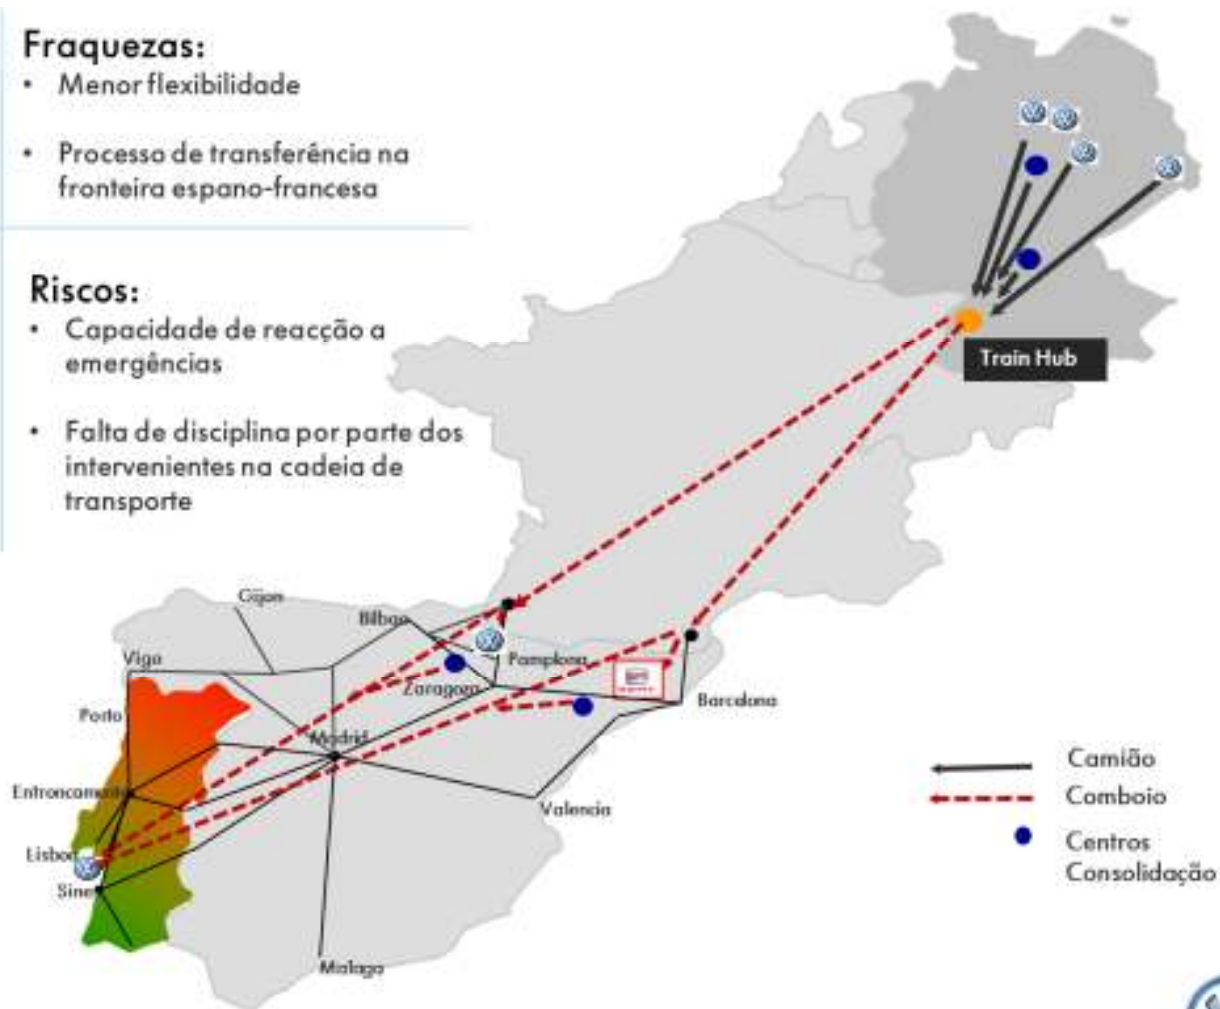 Fraquezas:
• Menor flexibilidade
• Processo de transferência na
fronteira espano-francesa
Riscos:
• Capacidade de reacção a
emergências
• Falta de disciplina por parte dos
intervenientes na cadeia de
transporte
Train Hub
Gijon
Bilbao
Vigo
Pamplona
Zaragoza
Barcelona
Porto
Madrid
Entroncamento
Valencia
Lisboa
Sines
Malaga
Camião
Comboio
Centros
Consolidação